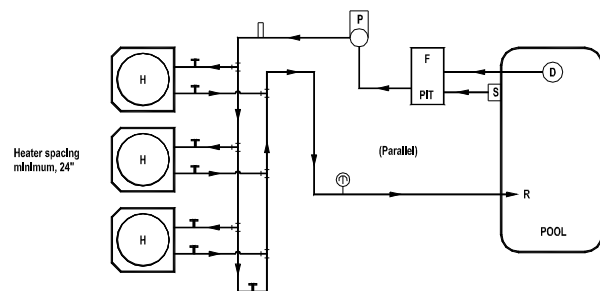 P
F
PIT
D
S
H
H
H
Heater spacing
minimum, 24"
(Parallel)
R
POOL